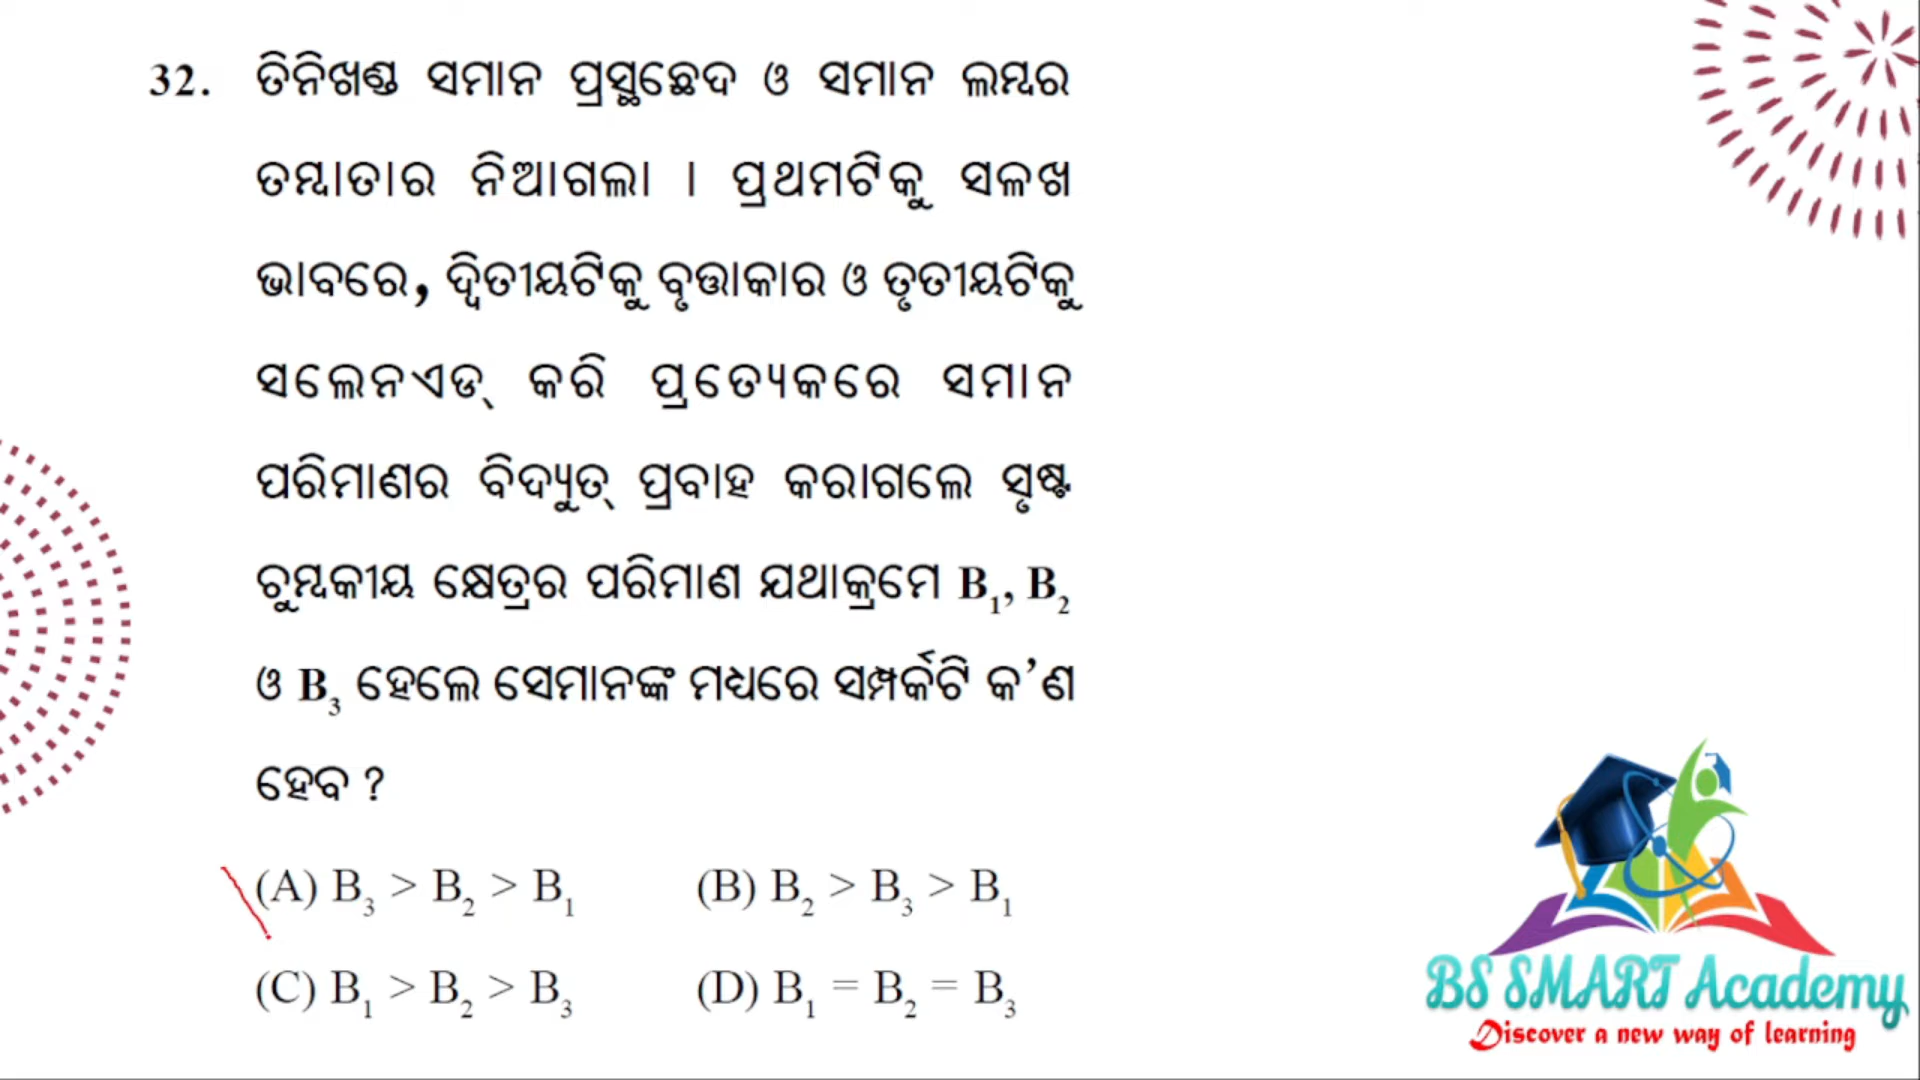 32. ତିନିଖଣ୍ଡ ସମାନ ପ୍ରସ୍ଥଚ୍ଛେଦ ଓ ସମାନ ଲମ୍ବର
ତମ୍ବାତାର ନିଆଗଲା । ପ୍ରଥମଟିକୁ ସଳଖ
ଭାବରେ, ଦ୍ୱିତୀୟଟିକୁ ବୃତ୍ତାକାର ଓ ତୃତୀୟଟିକୁ
ସଲେନଏଡ୍ କରି ପ୍ରତ୍ୟେକରେ ସମାନ
ପରିମାଣର ବିଦ୍ୟୁତ୍ ପ୍ରବାହ କରାଗଲେ ସୃଷ୍ଟ
ଚୁମ୍ବକୀୟ କ୍ଷେତ୍ରର ପରିମାଣ ଯଥାକ୍ରମେ B₁, B₂
ଓ B₃ ହେଲେ ସେମାନଙ୍କ ମଧ୍ୟରେ ସମ୍ପର୍କଟି କ’ଣ
ହେବ ?
(A) B₃ > B₂ > B₁ (B) B₂ > B₃ > B₁
(C) B₁ > B₂ > B₃ (D) B₁ = B₂ = B₃
BS SMART Academy
Discover a new way of learning